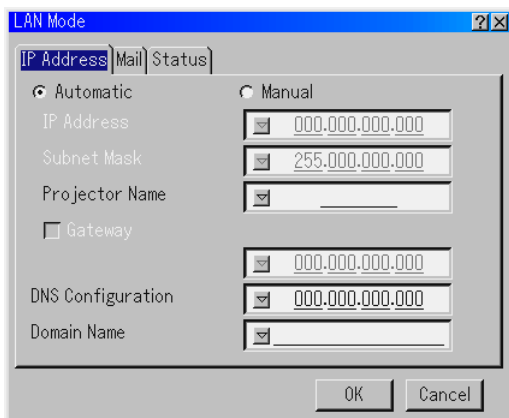 LAN Mode
IP Address Mail Status
Automatic Manual
IP Address 000.000.000.000
Subnet Mask 255.000.000.000
Projector Name
Gateway
000.000.000.000
DNS Configuration 000.000.000.000
Domain Name
OK Cancel